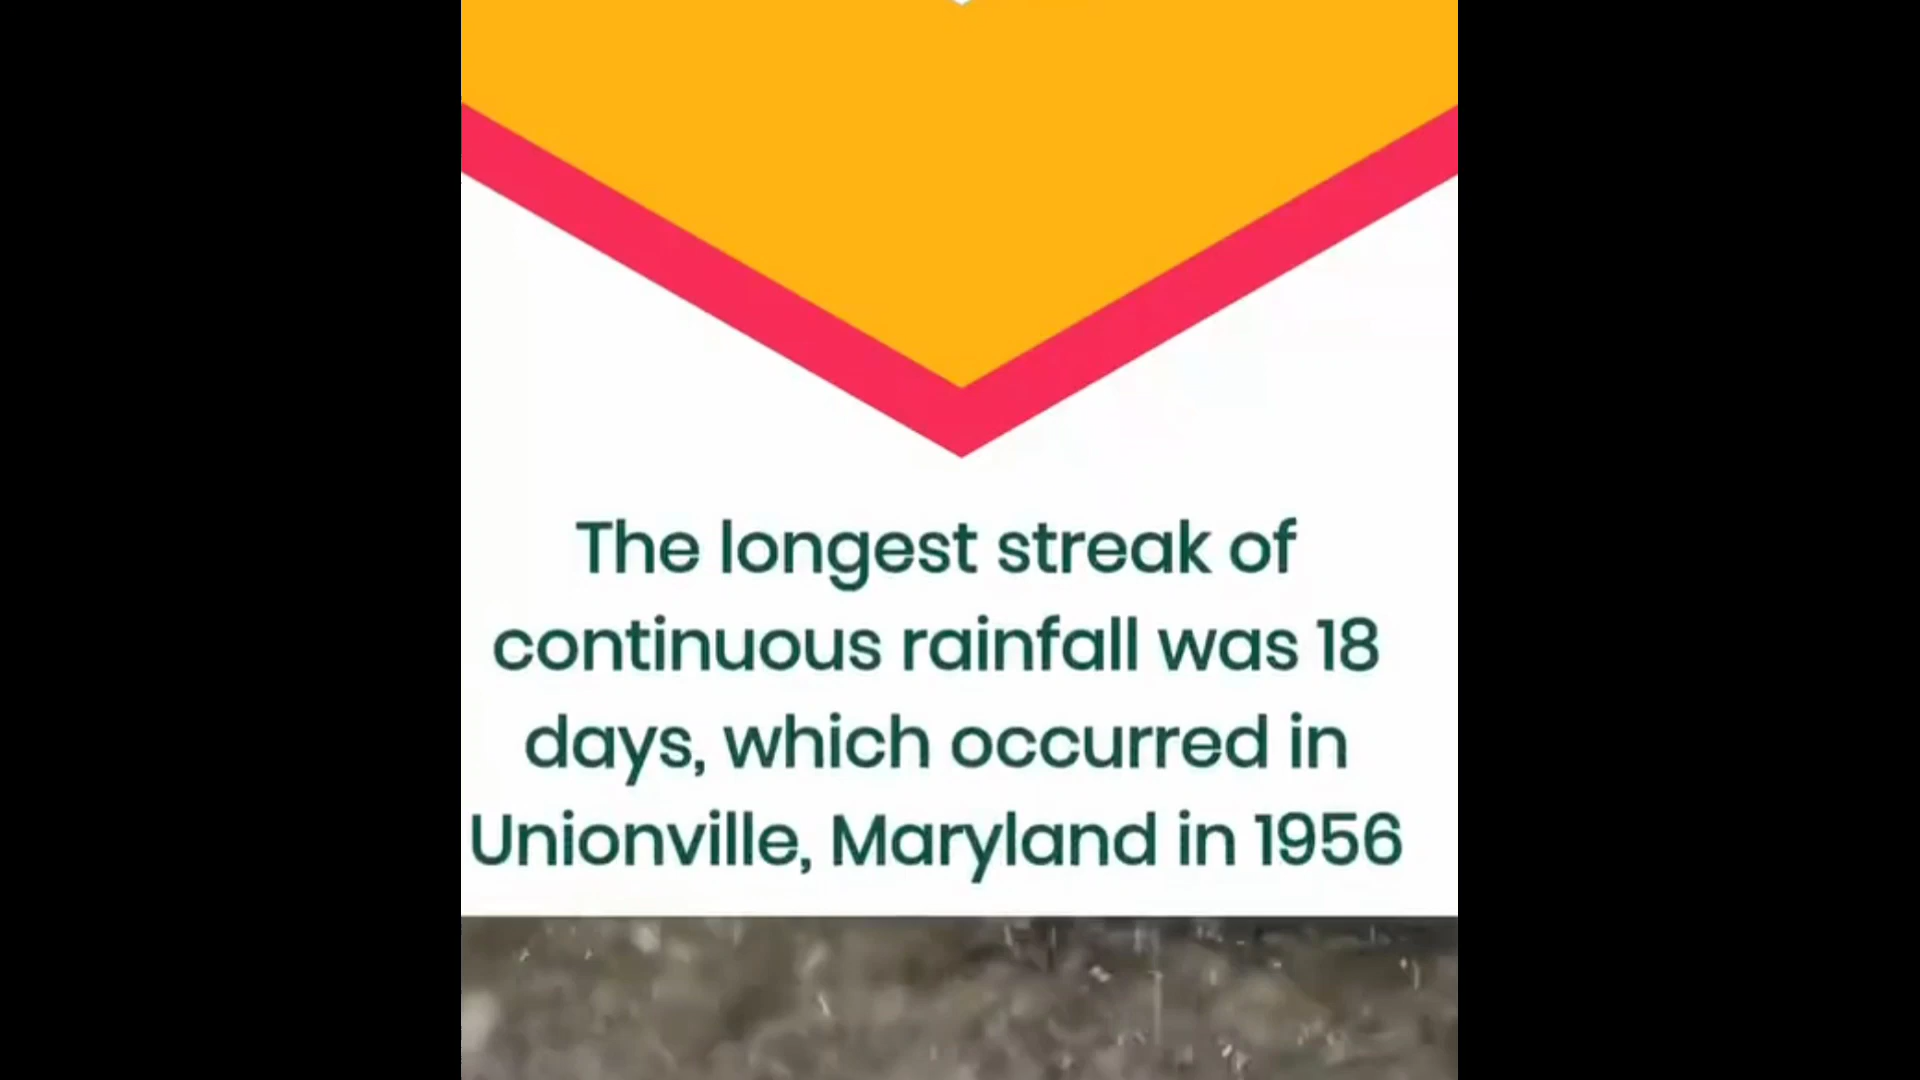 The longest streak of
continuous rainfall was 18
days, which occurred in
Unionville, Maryland in 1956